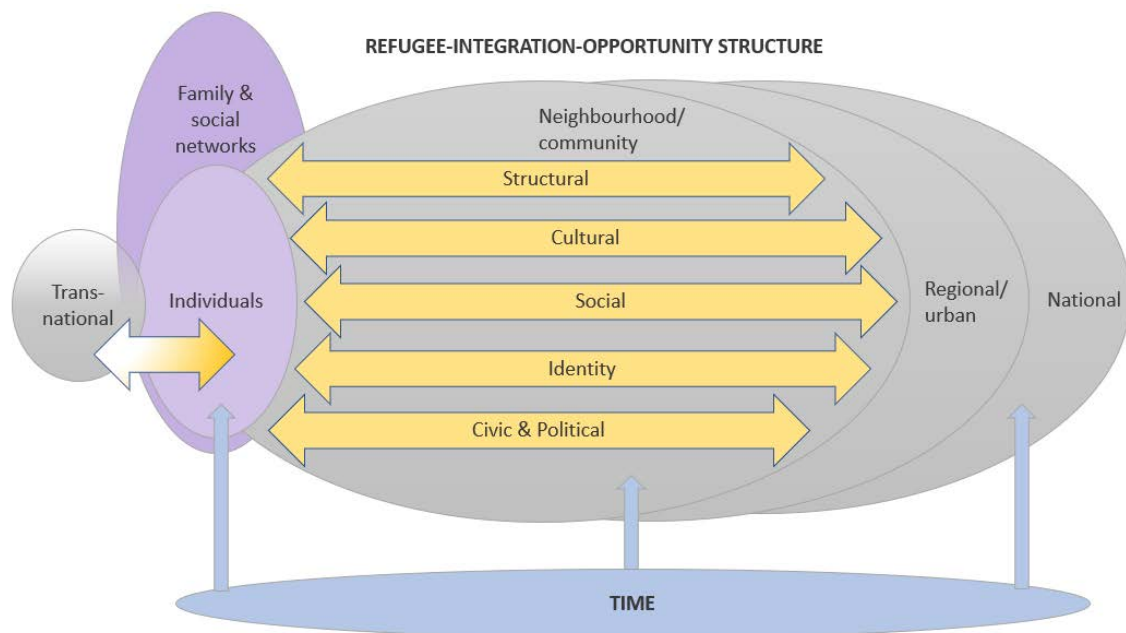 REFUGEE-INTEGRATION-OPPORTUNITY STRUCTURE
Family &
social
networks
Neighbourhood/
community
Structural
Cultural
Trans-
national
Individuals
Social
Regional/
urban
National
Identity
Civic & Political
TIME